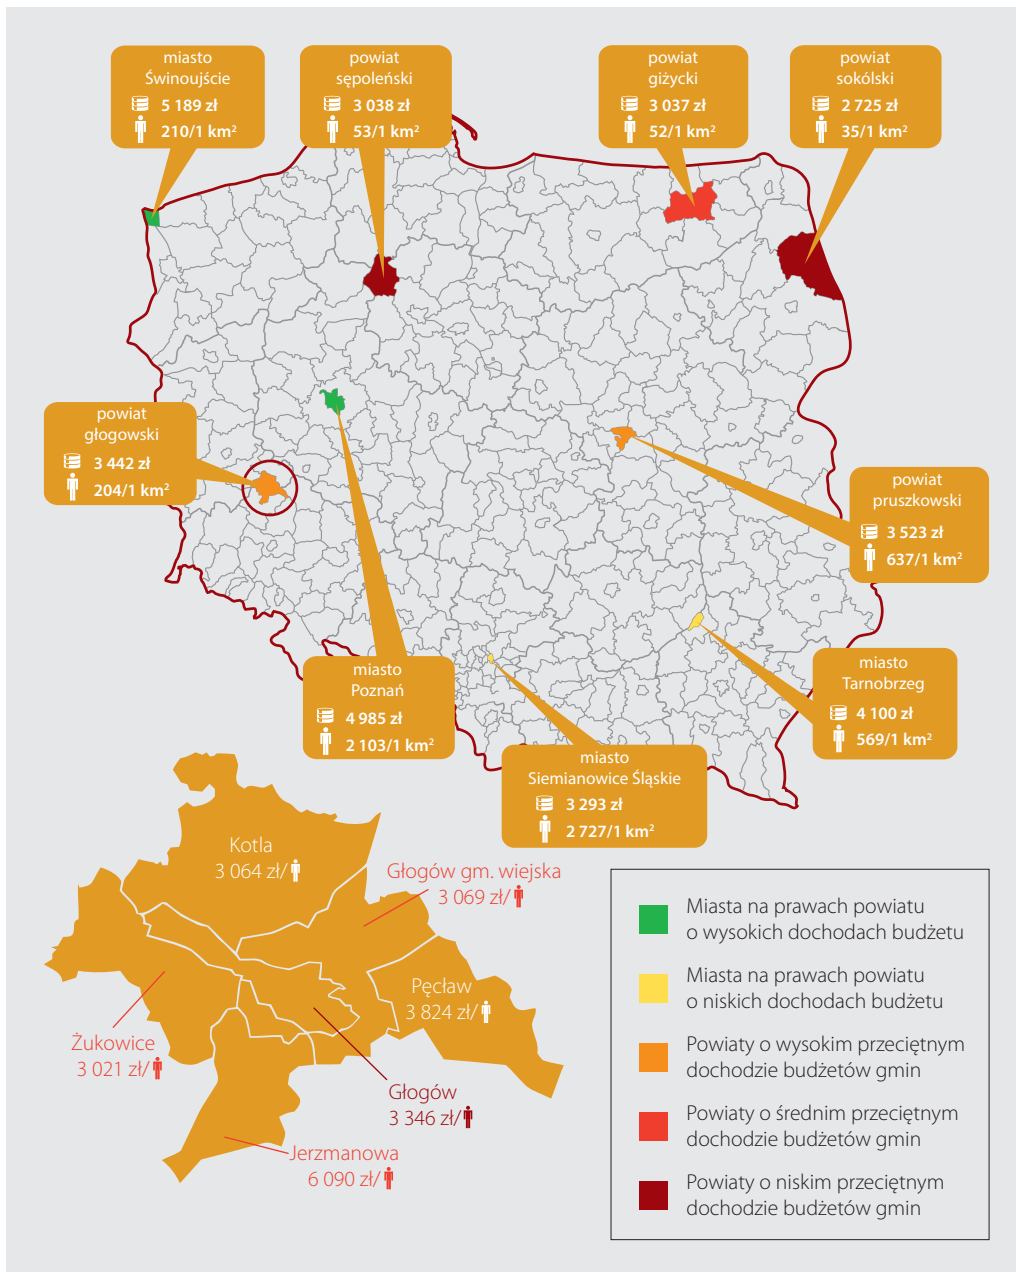 miasto
Świnoujście
5 189 zł
210/1 km²
powiat
sępoleński
3 038 zł
53/1 km²
powiat
giżycki
3 037 zł
52/1 km²
powiat
sokólski
2 725 zł
35/1 km²
powiat
głogowski
3 442 zł
204/1 km²
powiat
pruszkowski
3 523 zł
637/1 km²
miasto
Poznań
4 985 zł
2 103/1 km²
miasto
Tarnobrzeg
4 100 zł
569/1 km²
miasto
Siemianowice Śląskie
3 293 zł
2 727/1 km²
Kotla
3 064 zł/
Głogów gm. wiejska
3 069 zł/
Pęcław
3 824 zł/
Żukowice
3 021 zł/
Głogów
3 346 zł/
Jerzmanowa
6 090 zł/
Miasta na prawach powiatu
o wysokich dochodach budżetu
Miasta na prawach powiatu
o niskich dochodach budżetu
Powiaty o wysokim przeciętnym
dochodzie budżetów gmin
Powiaty o średnim przeciętnym
dochodzie budżetów gmin
Powiaty o niskim przeciętnym
dochodzie budżetów gmin